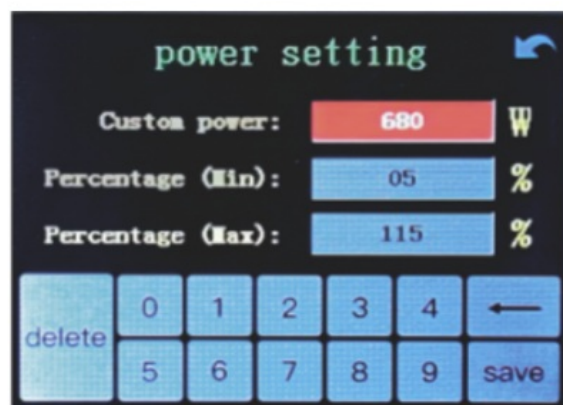 power setting
Custom power: 680 W
Percentage (Min): 05 %
Percentage (Max): 115 %
delete 0 1 2 3 4 ←
5 6 7 8 9 save